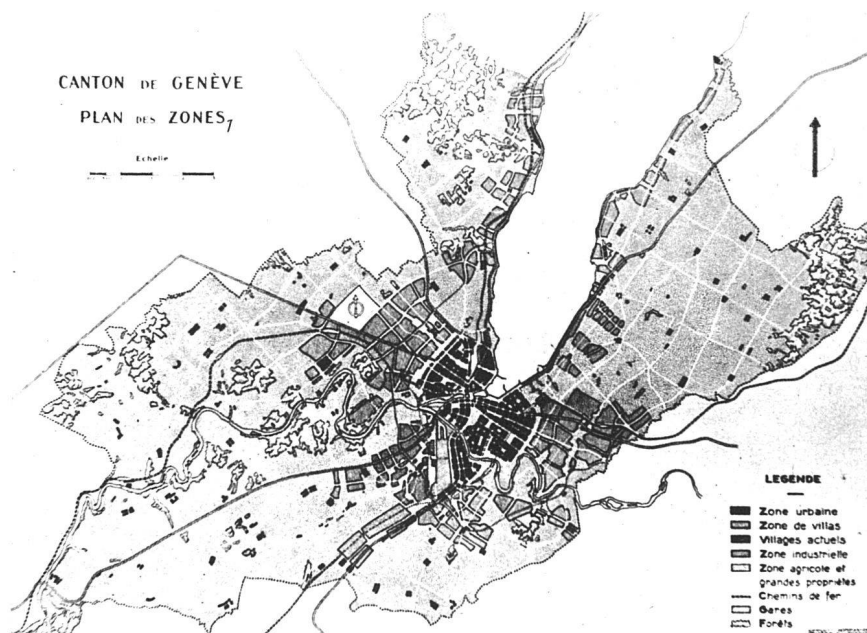 CANTON DE GENÈVE
PLAN DES ZONES
Echelle
LEGENDE
Zone urbaine
Zone de villas
Villages actuels
Zone industrielle
Zone agricole et
grandes propriétés
Chemins de fer
Gares
Forêts